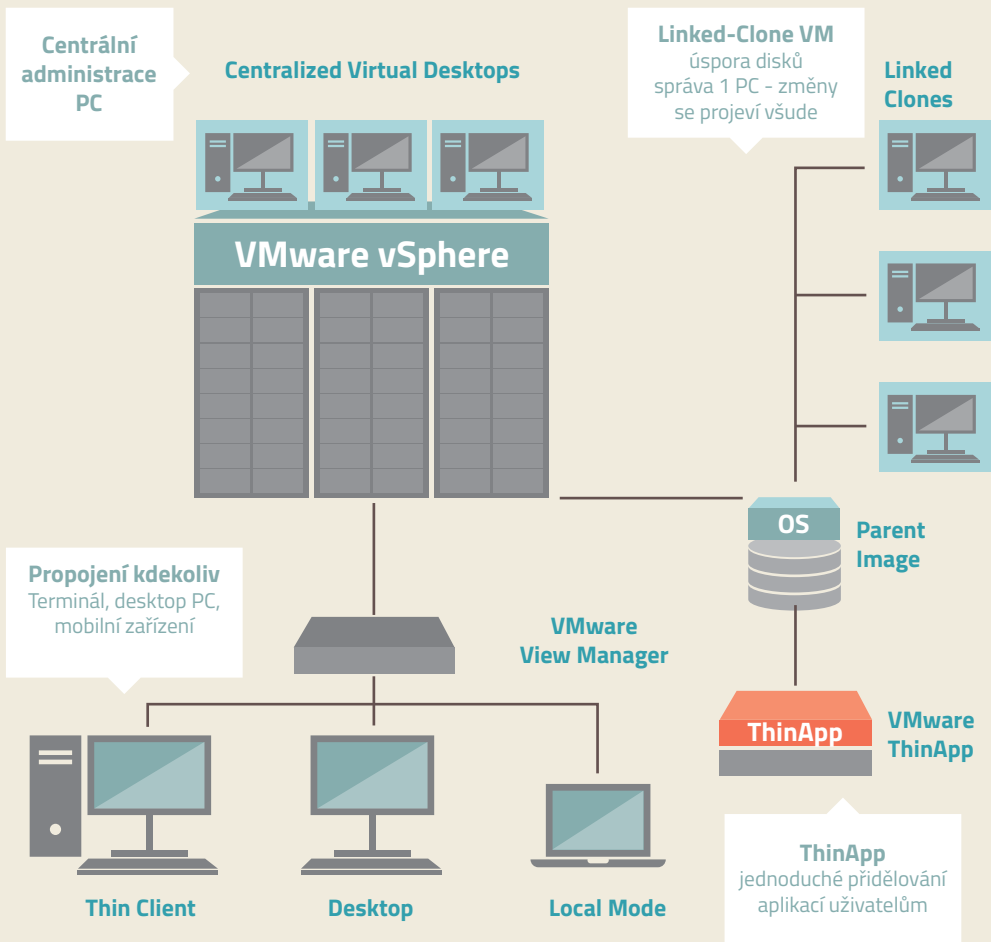 Centrální
administrace
PC
Centralized Virtual Desktops
Linked-Clone VM
úspora disků
správa 1 PC - změny
se projeví všude
Linked
Clones
VMware vSphere
OS
Parent
Image
Propojení kdekoliv
Terminál, desktop PC,
mobilní zařízení
VMware
View Manager
ThinApp
VMware
ThinApp
Thin Client
Desktop
Local Mode
ThinApp
jednoduché přidělování
aplikací uživatelům